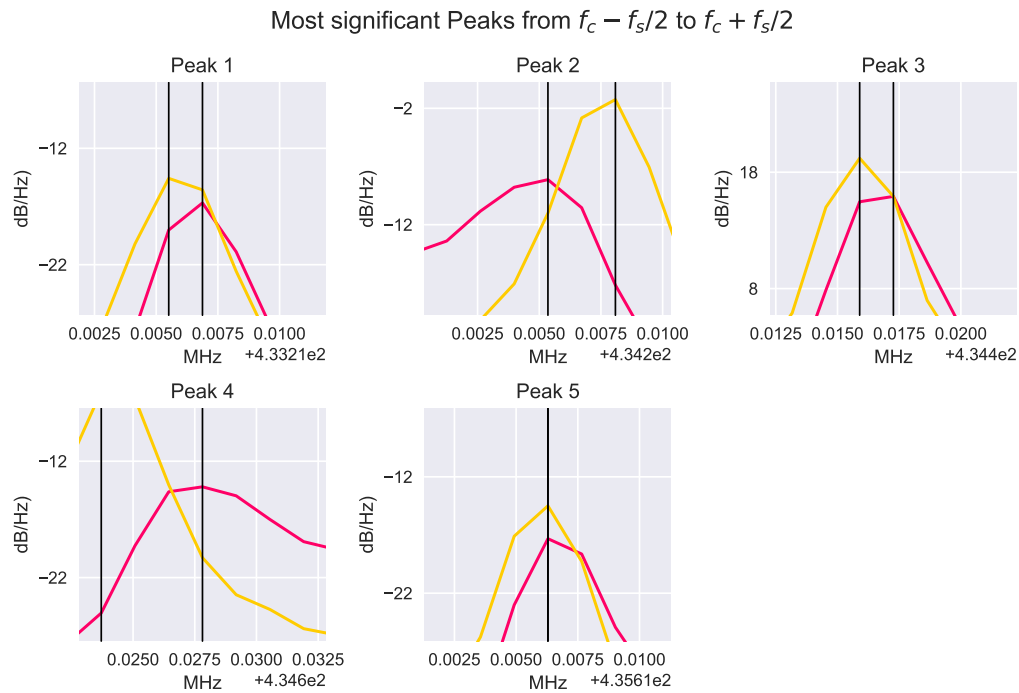 Most significant Peaks from f_c − f_s/2 to f_c + f_s/2
Peak 1
Peak 2
Peak 3
dB/Hz)
−12
−22
0.0025 0.0050 0.0075 0.0100
MHz
+4.3321e2
dB/Hz)
−2
−12
0.0025 0.0050 0.0075 0.0100
MHz
+4.342e2
dB/Hz)
18
8
0.0125 0.0150 0.0175 0.0200
MHz
+4.344e2
Peak 4
Peak 5
dB/Hz)
−12
−22
0.0250 0.0275 0.0300 0.0325
MHz
+4.346e2
dB/Hz)
−12
−22
0.0025 0.0050 0.0075 0.0100
MHz
+4.3561e2